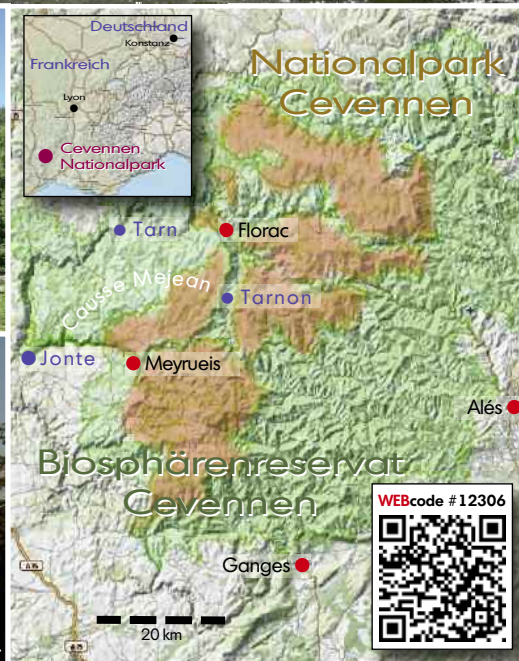 Deutschland
Konstanz
Frankreich
Lyon
Cevennen
Nationalpark
Nationalpark
Cevennen
Tarn
Florac
Causse Mejean
Tarnon
Jonte
Meyrueis
Alés
Biosphärenreservat
Cevennen
WEBcode #12306
Ganges
20 km